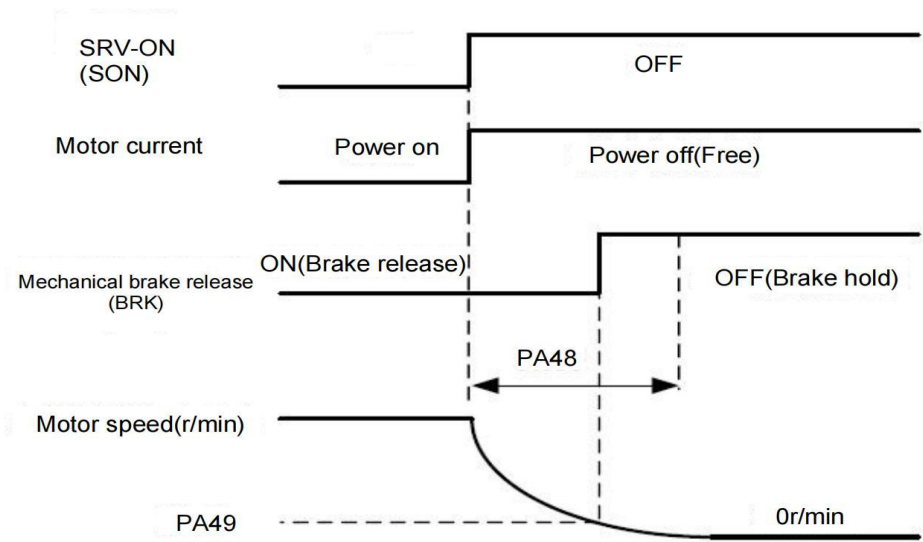 SRV-ON
(SON)
OFF
Motor current
Power on
Power off(Free)
ON(Brake release)
Mechanical brake release
(BRK)
OFF(Brake hold)
PA48
Motor speed(r/min)
PA49
0r/min